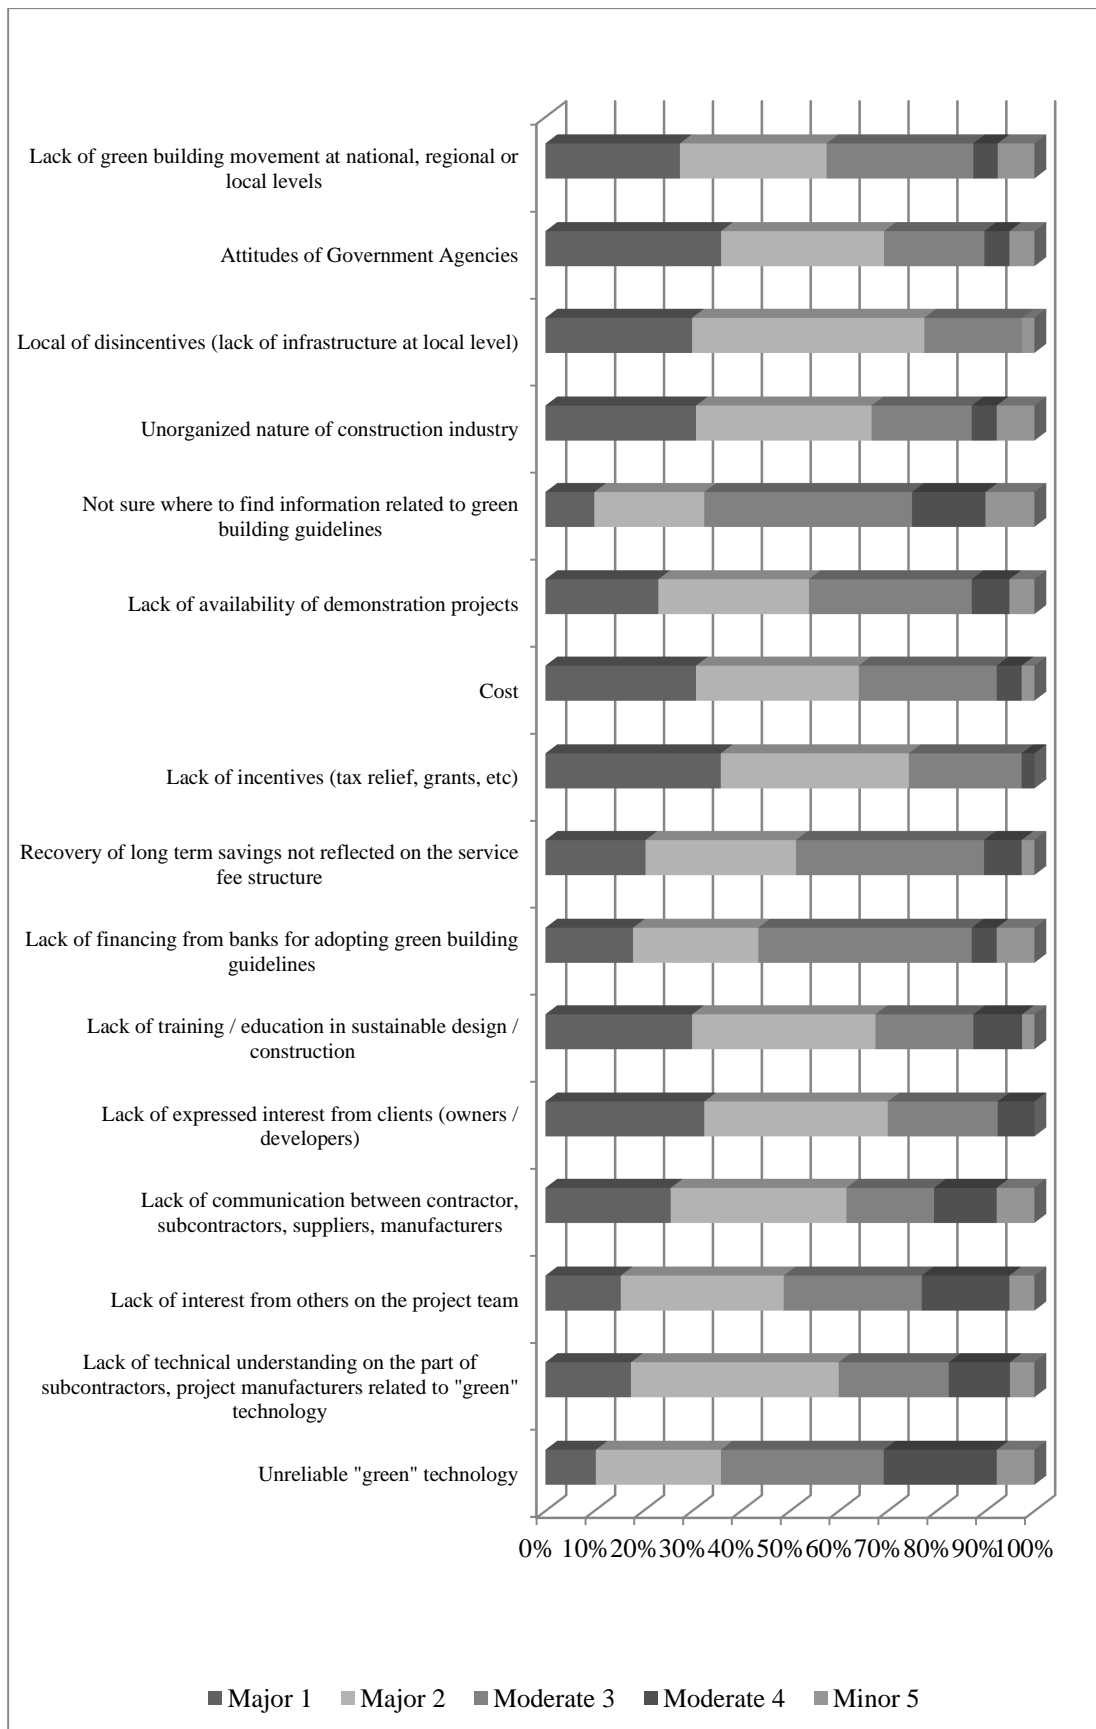 Lack of green building movement at national, regional or
local levels
Attitudes of Government Agencies
Local of disincentives (lack of infrastructure at local level)
Unorganized nature of construction industry
Not sure where to find information related to green
building guidelines
Lack of availability of demonstration projects
Cost
Lack of incentives (tax relief, grants, etc)
Recovery of long term savings not reflected on the service
fee structure
Lack of financing from banks for adopting green building
guidelines
Lack of training / education in sustainable design /
construction
Lack of expressed interest from clients (owners /
developers)
Lack of communication between contractor,
subcontractors, suppliers, manufacturers
Lack of interest from others on the project team
Lack of technical understanding on the part of
subcontractors, project manufacturers related to "green"
technology
Unreliable "green" technology
0% 10% 20% 30% 40% 50% 60% 70% 80% 90% 100%
Major 1 Major 2 Moderate 3 Moderate 4 Minor 5